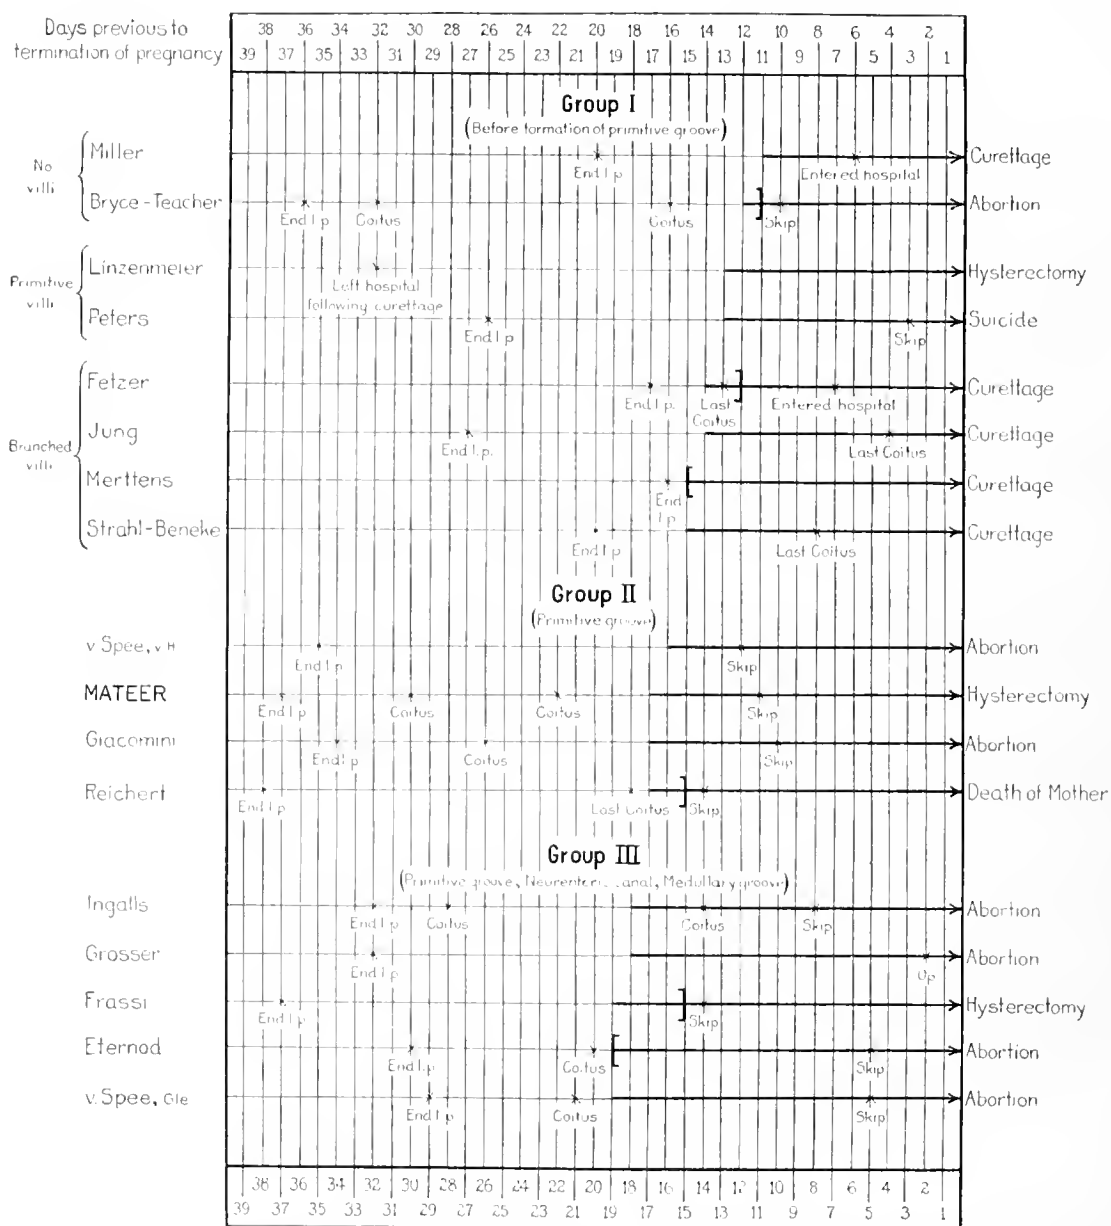 Days previous to
termination of pregnancy
38 36 34 32 30 28 26 24 22 20 18 16 14 12 10 8 6 4 2
39 37 35 33 31 29 27 25 23 21 19 17 15 13 11 9 7 5 3 1
Group I
(Before formation of primitive groove)
No
villi
Miller
End l p
Entered hospital
Curettage
Bryce-Teacher
End l p
Coitus
Coitus
Skip
Abortion
Primitive
villi
Linzenmeier
Left hospital
following curettage
Hysterectomy
Peters
End l p
Skip
Suicide
Branched
villi
Fetzer
End l p.
Last
Coitus
Entered hospital
Curettage
Jung
End l.p.
Last Coitus
Curettage
Merttens
End
l p
Curettage
Strahl-Beneke
End l p
Last Coitus
Curettage
Group II
(Primitive groove)
v Spee, v H
End l p
Skip
Abortion
MATEER
End l p
Coitus
Coitus
Skip
Hysterectomy
Giacomini
End l p
Coitus
Skip
Abortion
Reichert
End l p
Last Coitus
Skip
Death of Mother
Group III
(Primitive groove, Neurenteric canal, Medullary groove)
Ingalls
End l p
Coitus
Coitus
Skip
Abortion
Grosser
End l p
Op
Abortion
Frassi
End l p
Skip
Hysterectomy
Eternod
End l.p
Coitus
Skip
Abortion
v. Spee, Gle
End l p
Coitus
Skip
Abortion
38 36 34 32 30 28 26 24 22 20 18 16 14 12 10 8 6 4 2
39 37 35 33 31 29 27 25 23 21 19 17 15 13 11 9 7 5 3 1